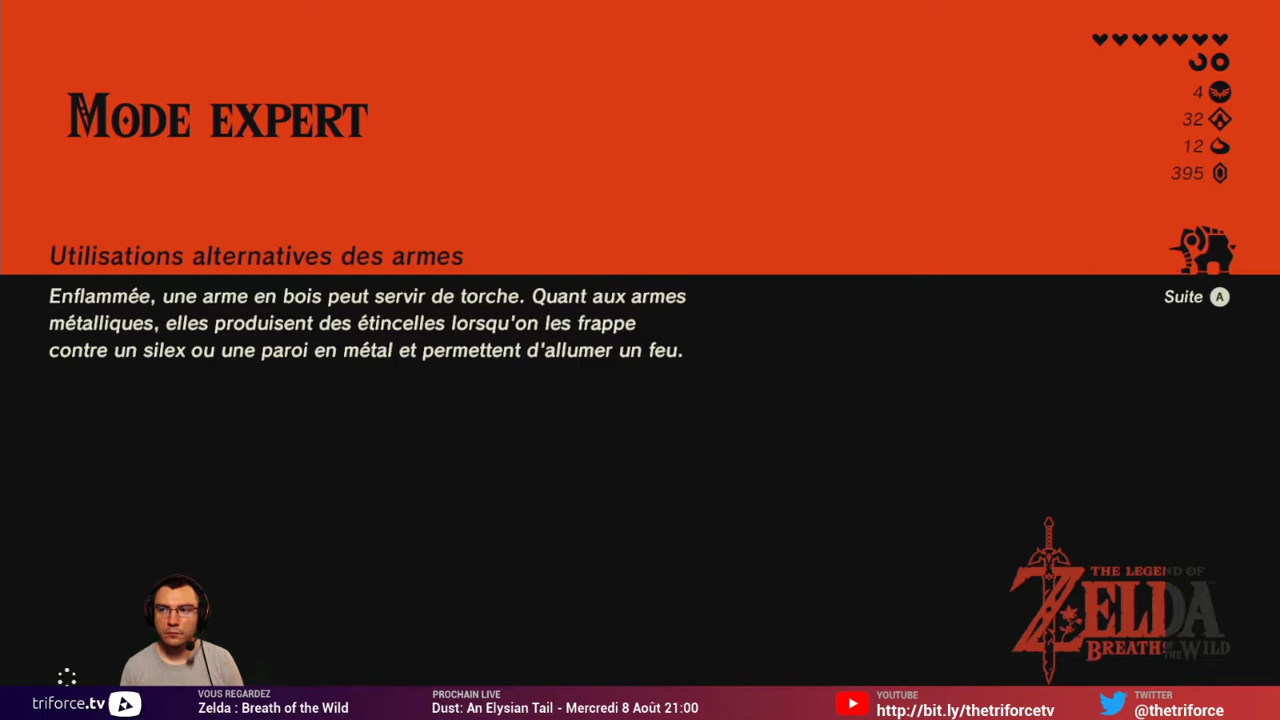 MODE EXPERT
4
32
12
395
Utilisations alternatives des armes
Enflammée, une arme en bois peut servir de torche. Quant aux armes
métalliques, elles produisent des étincelles lorsqu'on les frappe
contre un silex ou une paroi en métal et permettent d'allumer un feu.
Suite A
THE LEGEND OF
ZELDA
BREATH OF THE WILD
triforce.tv
VOUS REGARDEZ
Zelda : Breath of the Wild
PROCHAIN LIVE
Dust: An Elysian Tail - Mercredi 8 Août 21:00
YOUTUBE
http://bit.ly/thetriforcetv
TWITTER
@thetriforce